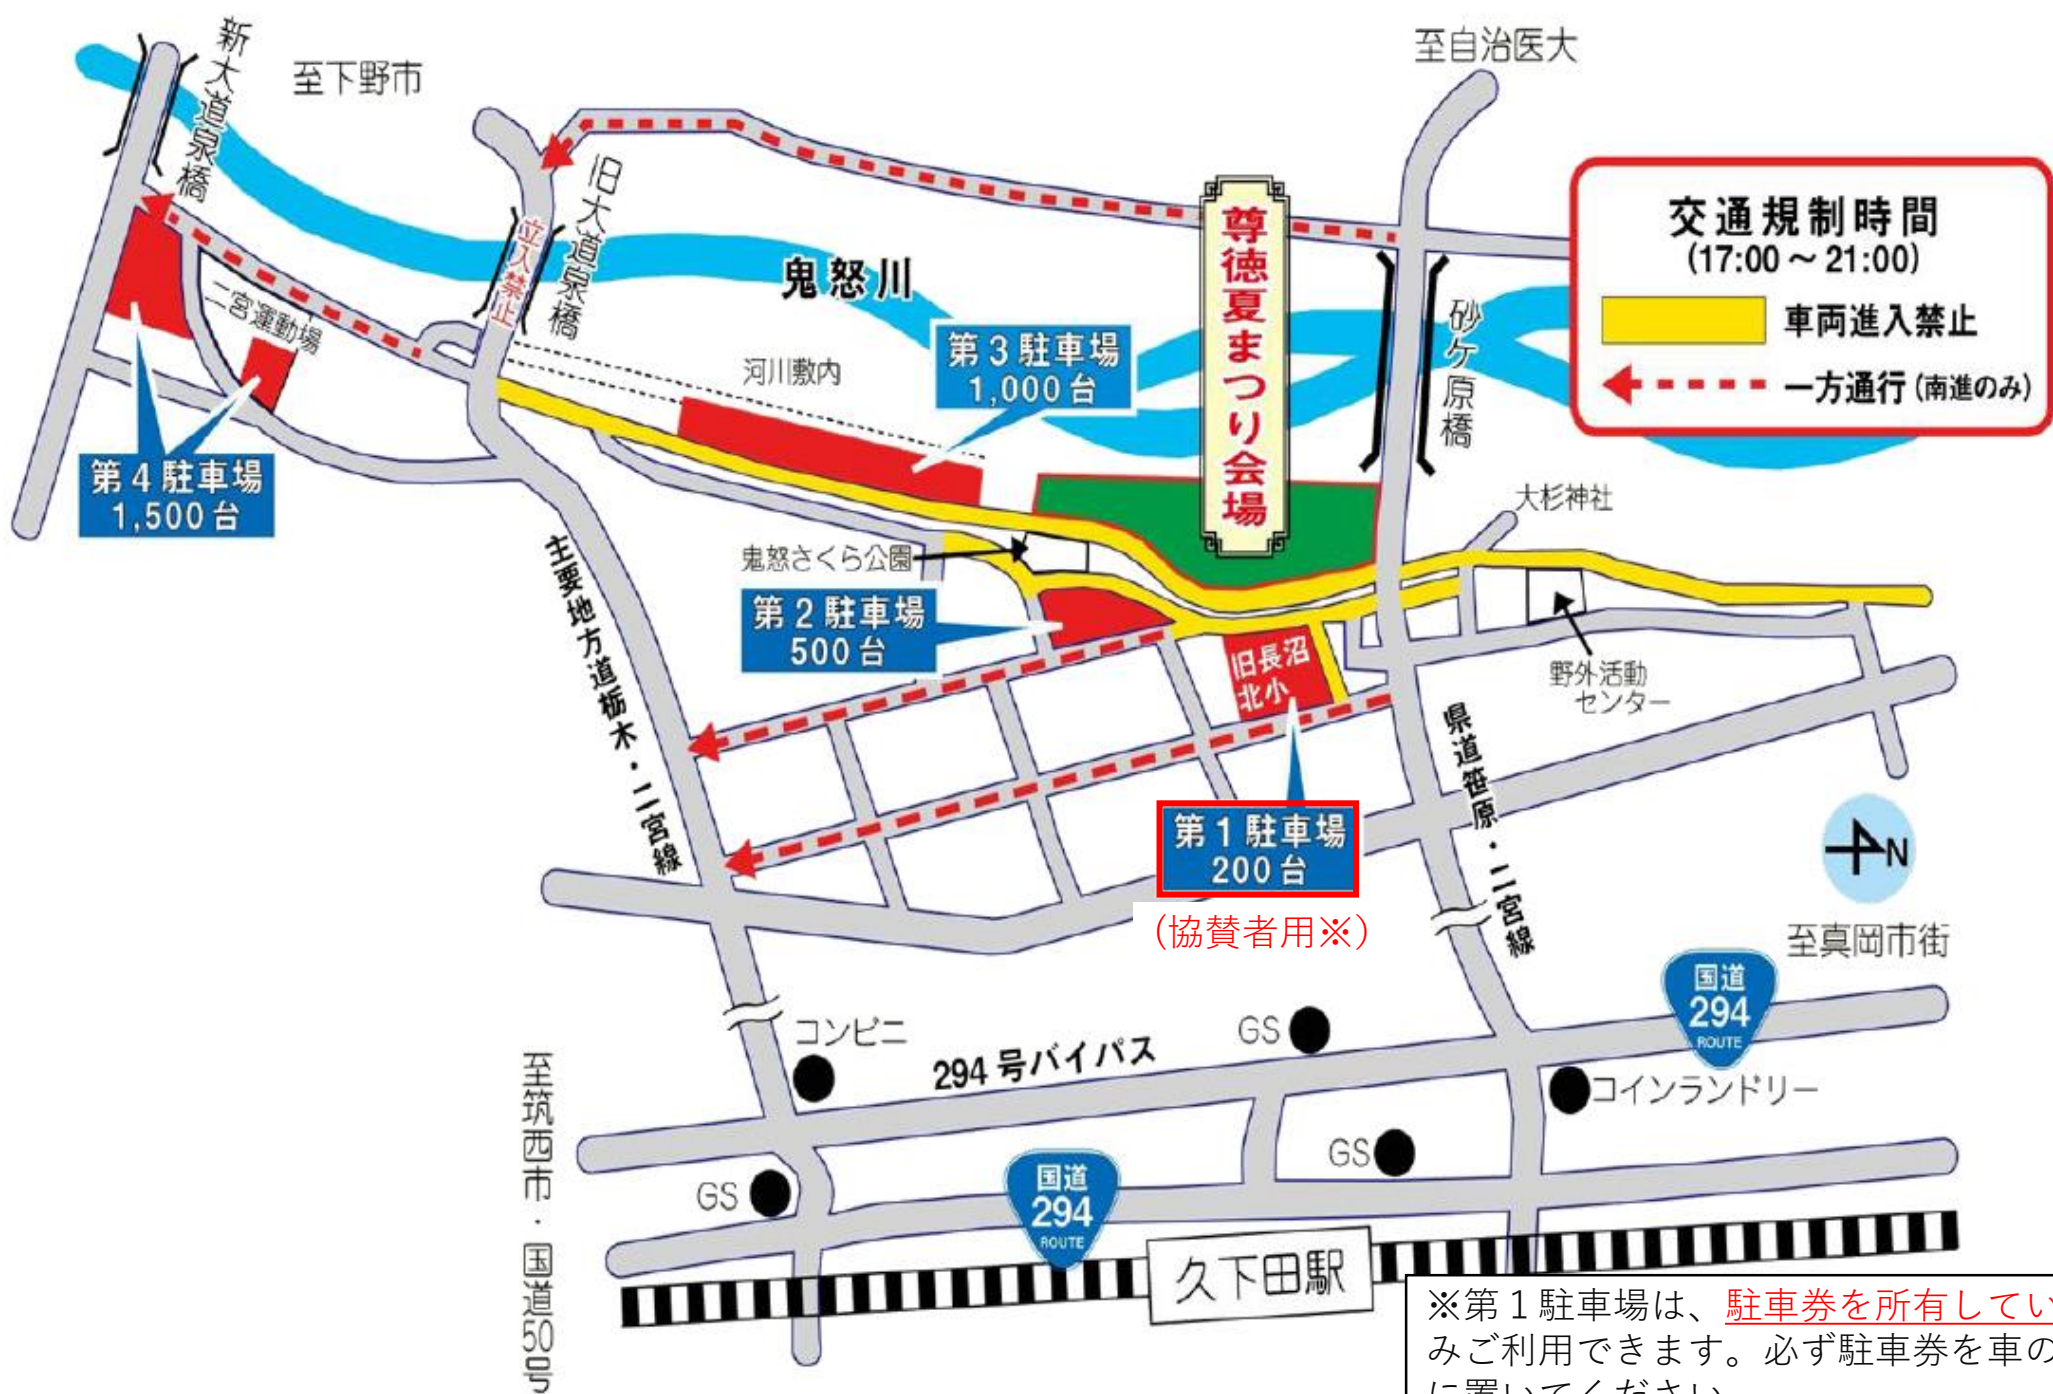 新大道泉橋
至下野市
至自治医大
旧大道泉橋
立入禁止
鬼怒川
尊徳夏まつり会場
砂ケ原橋
交通規制時間
(17:00～21:00)
車両進入禁止
一方通行(南進のみ)
二宮運動場
河川敷内
第3駐車場
1,000台
第4駐車場
1,500台
大杉神社
鬼怒さくら公園
第2駐車場
500台
旧長沼
北小
野外活動
センター
主要地方道栃木・二宮線
県道笹原・二宮線
第1駐車場
200台
(協賛者用※)
N
至真岡市街
国道
294
ROUTE
コンビニ
294号バイパス
GS
コインランドリー
GS
GS
国道
294
ROUTE
至筑西市・国道50号
久下田駅
※第1駐車場は、駐車券を所有してい
みご利用できます。必ず駐車券を車の
に置いてください